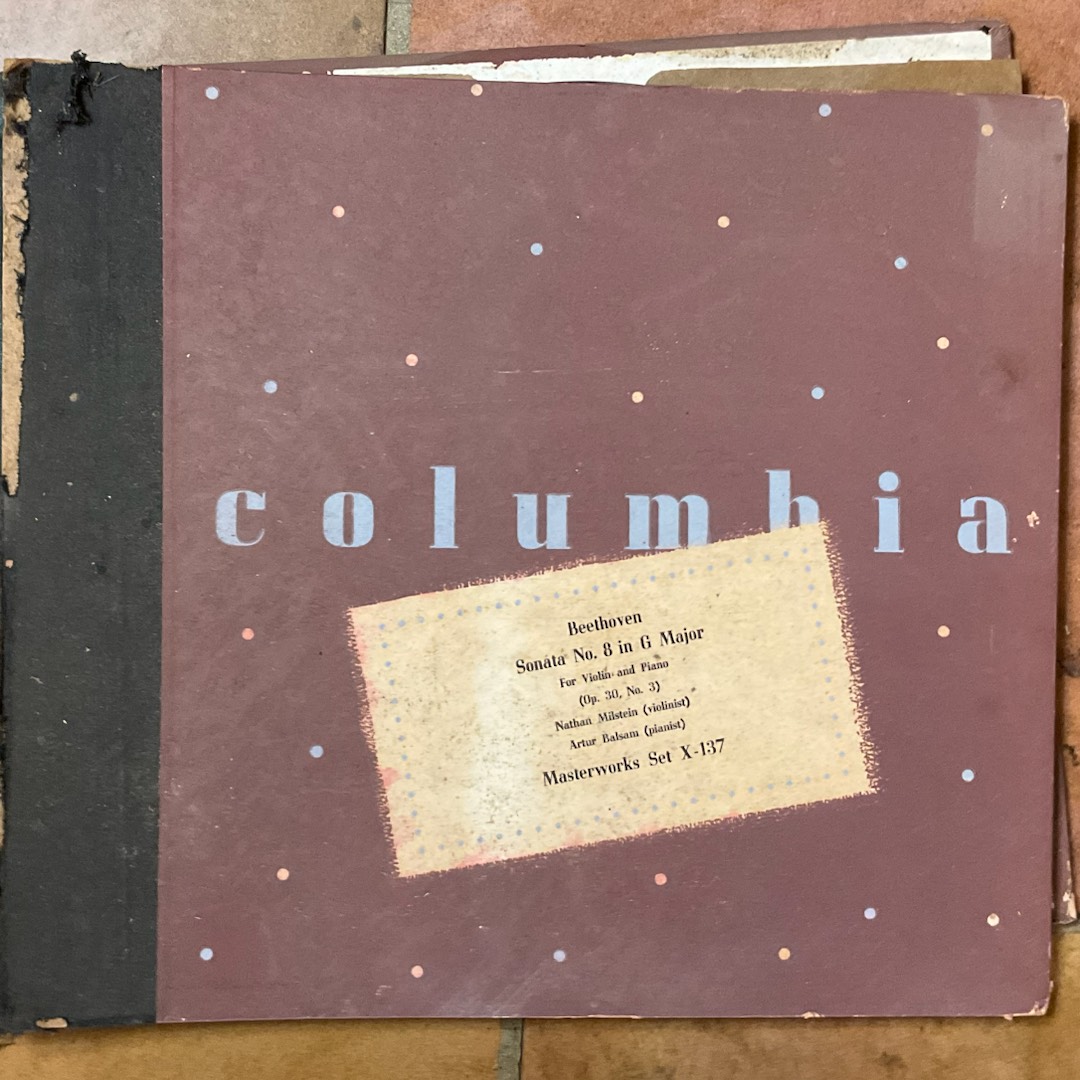 columbia
Beethoven
Sonata No. 8 in G Major
For Violin and Piano
(Op. 30, No. 3)
Nathan Milstein (violinist)
Artur Balsam (pianist)
Masterworks Set X-137